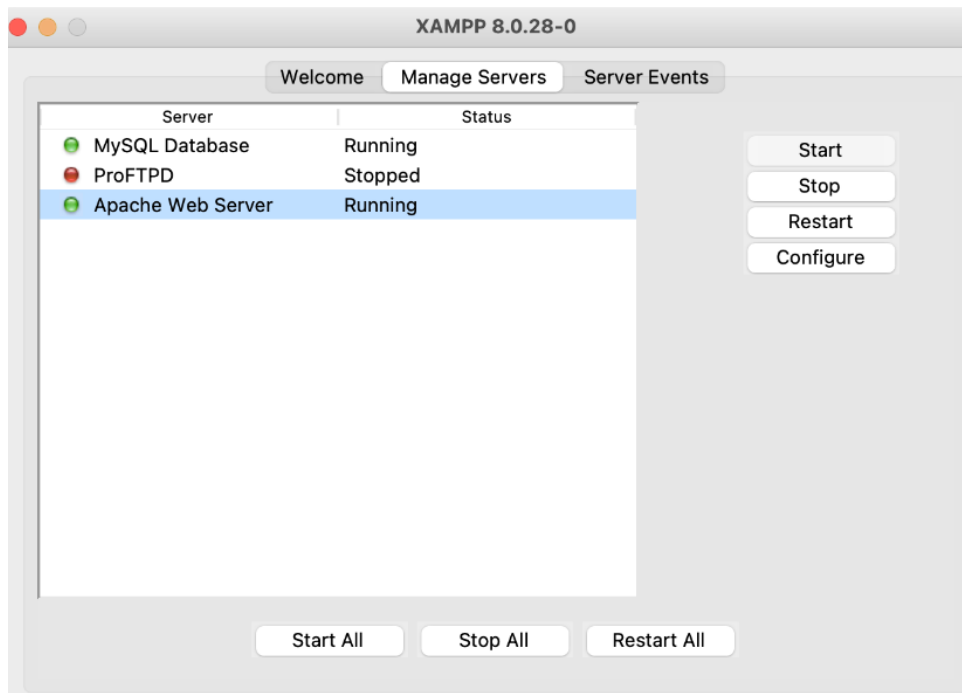 XAMPP 8.0.28-0
Welcome Manage Servers Server Events
Server Status
MySQL Database Running
ProFTPD Stopped
Apache Web Server Running
Start
Stop
Restart
Configure
Start All Stop All Restart All